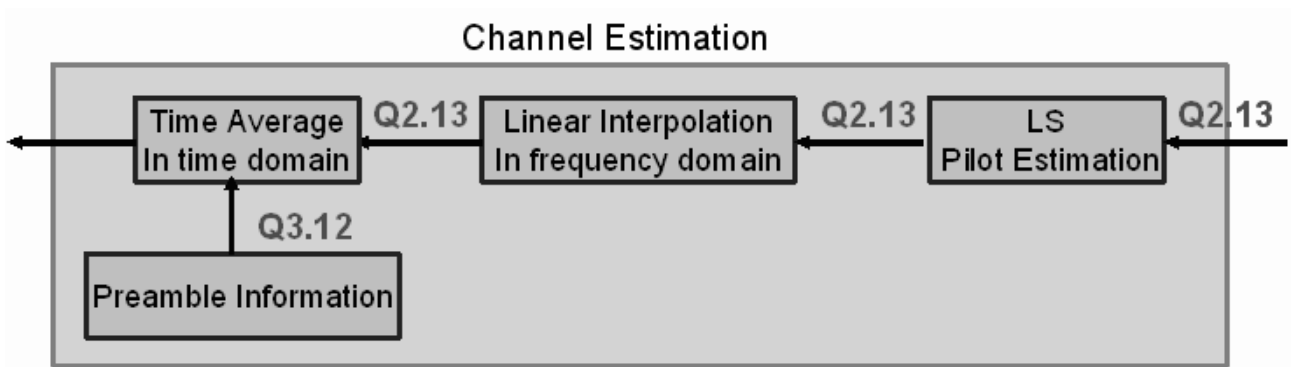 Channel Estimation
Time Average
In time domain
Q2.13
Linear Interpolation
In frequency domain
Q2.13
LS
Pilot Estimation
Q2.13
Q3.12
Preamble Information